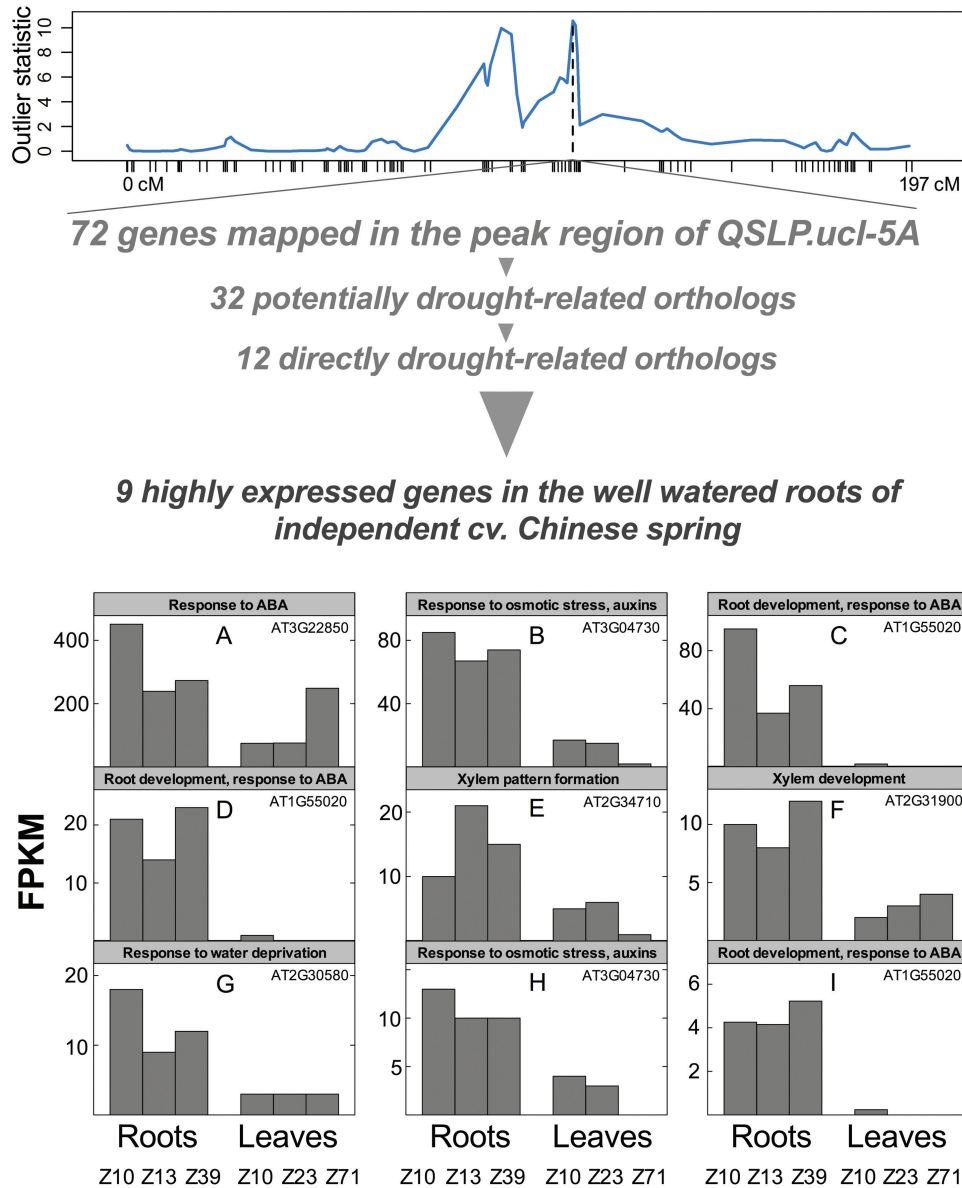 Outlier statistic
10
8
6
4
2
0
0 cM
197 cM
72 genes mapped in the peak region of QSLP.ucl-5A
32 potentially drought-related orthologs
12 directly drought-related orthologs
9 highly expressed genes in the well watered roots of
independent cv. Chinese spring
FPKM
Response to ABA
A
AT3G22850
400
200
Response to osmotic stress, auxins
B
AT3G04730
80
40
Root development, response to ABA
C
AT1G55020
80
40
Root development, response to ABA
D
AT1G55020
20
10
Xylem pattern formation
E
AT2G34710
20
10
Xylem development
F
AT2G31900
10
5
Response to water deprivation
G
AT2G30580
20
10
Response to osmotic stress, auxins
H
AT3G04730
10
5
Root development, response to ABA
I
AT1G55020
6
4
2
Roots Leaves
Roots Leaves
Roots Leaves
Z10 Z13 Z39 Z10 Z23 Z71
Z10 Z13 Z39 Z10 Z23 Z71
Z10 Z13 Z39 Z10 Z23 Z71